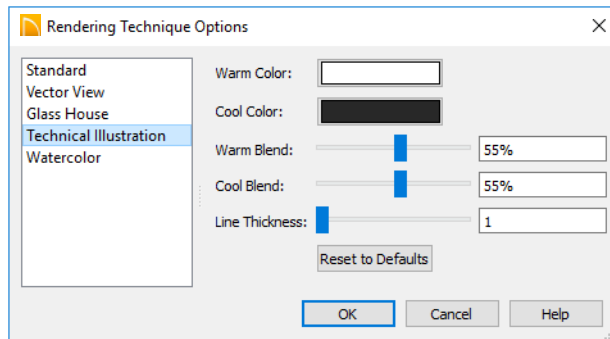 Rendering Technique Options
Standard
Vector View
Glass House
Technical Illustration
Watercolor
Warm Color:
Cool Color:
Warm Blend: 55%
Cool Blend: 55%
Line Thickness: 1
Reset to Defaults
OK Cancel Help